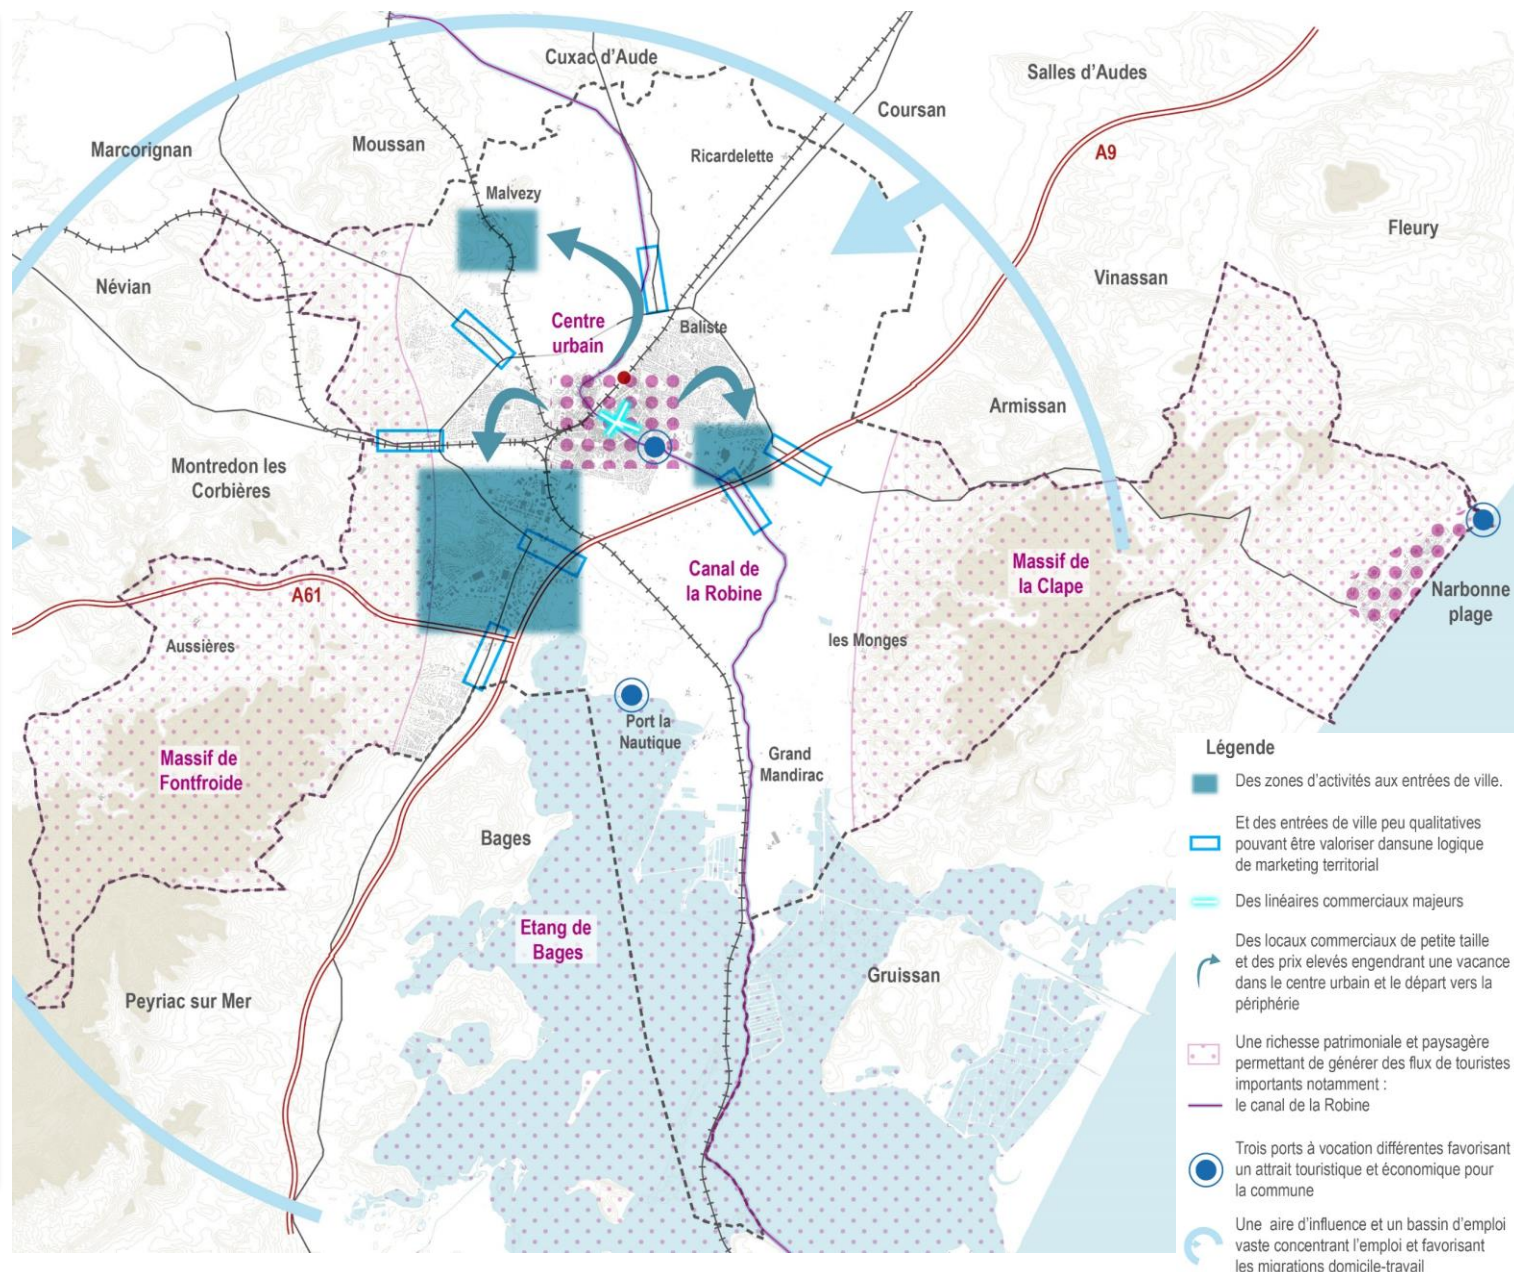 Cuxac d'Aude
Salles d'Audes
Coursan
Marcorignan
Moussan
Ricardelette
A9
Malvezy
Fleury
Névian
Vinassan
Centre
urbain
Baliste
Armissan
Montredon les
Corbières
Canal de
la Robine
Massif de
la Clape
A61
Narbonne
plage
Aussières
les Monges
Port la
Nautique
Massif de
Fontfroide
Grand
Mandirac
Bages
Etang de
Bages
Gruissan
Peyriac sur Mer
Légende
Des zones d'activités aux entrées de ville.
Et des entrées de ville peu qualitatives
pouvant être valoriser dansune logique
de marketing territorial
Des linéaires commerciaux majeurs
Des locaux commerciaux de petite taille
et des prix elevés engendrant une vacance
dans le centre urbain et le départ vers la
périphérie
Une richesse patrimoniale et paysagère
permettant de générer des flux de touristes
importants notamment :
le canal de la Robine
Trois ports à vocation différentes favorisant
un attrait touristique et économique pour
la commune
Une aire d'influence et un bassin d'emploi
vaste concentrant l'emploi et favorisant
les migrations domicile-travail